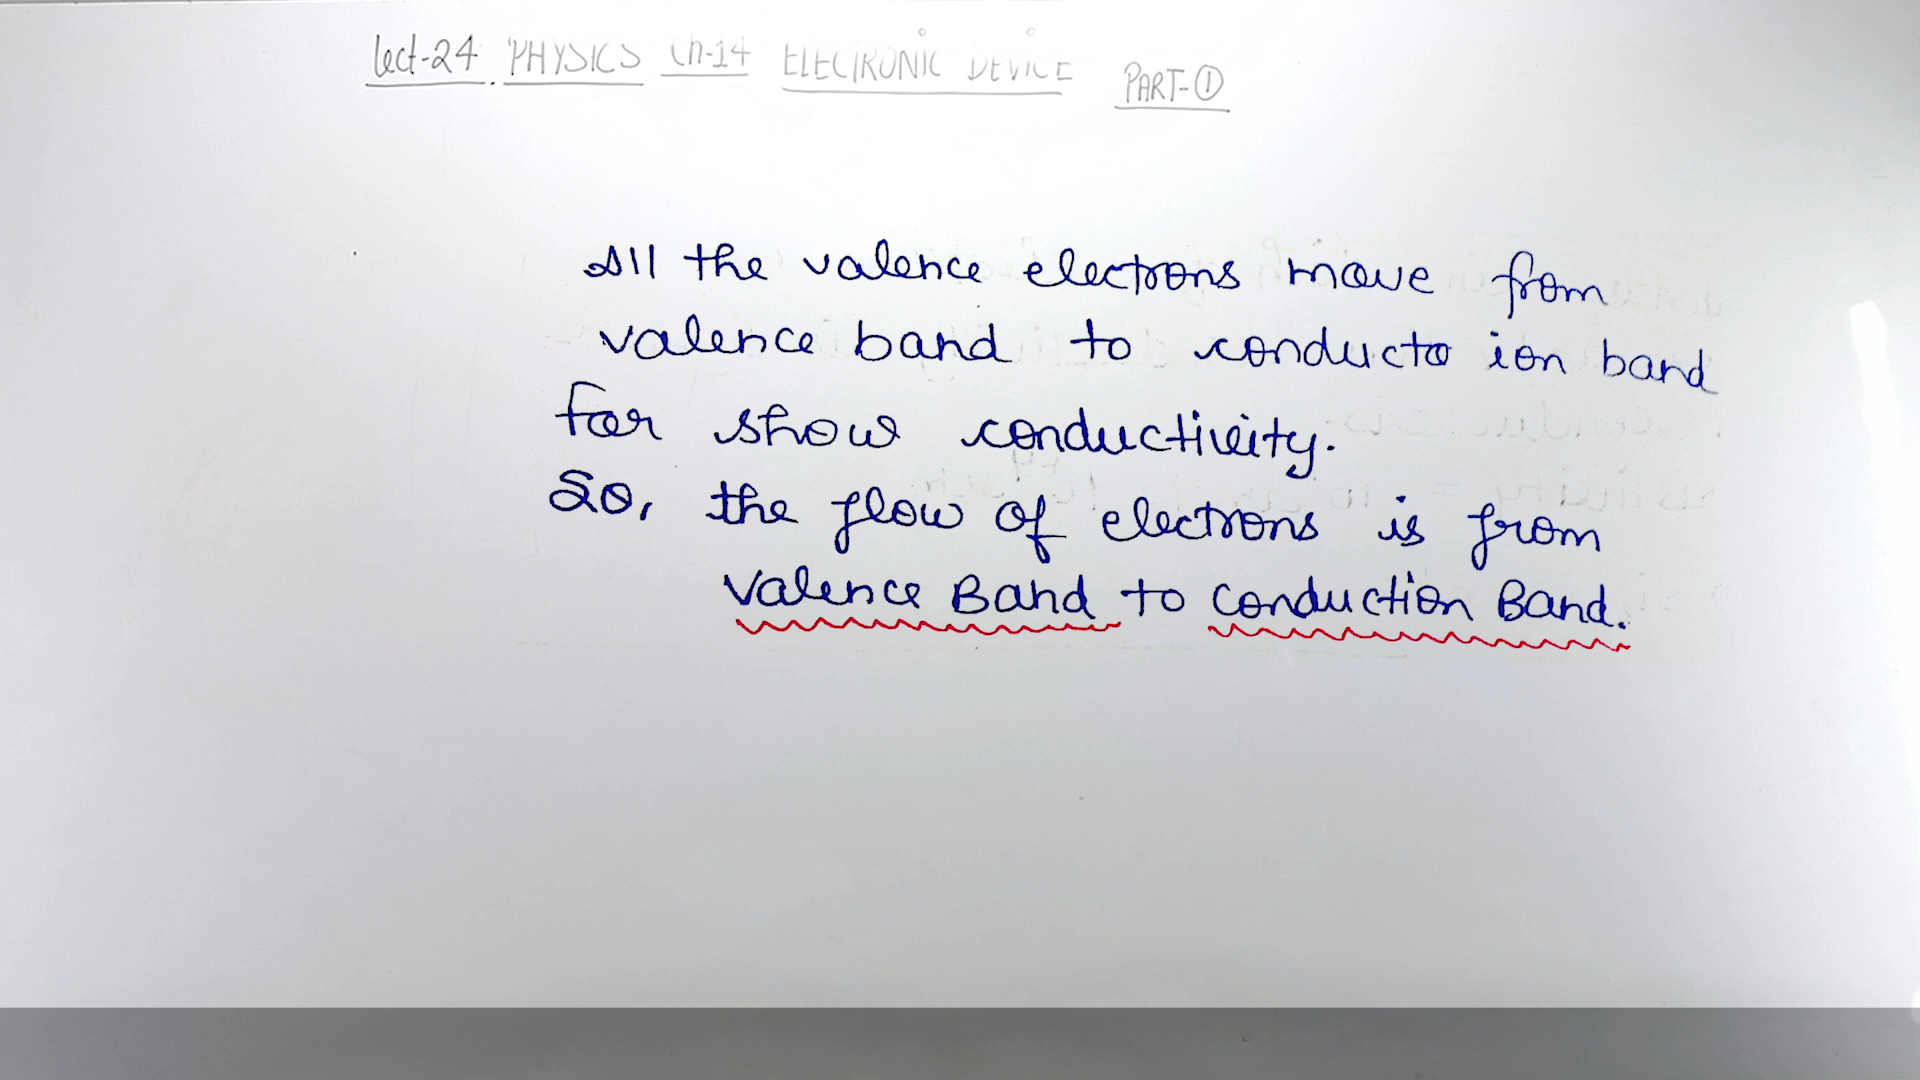 Lect-24 PHYSICS Ch-14 ELECTRONIC DEVICE PART-①
All the valence electrons move from
valence band to conducto ion band
for show conductivity.
So, the flow of electrons is from
Valence Band to Conduction Band.